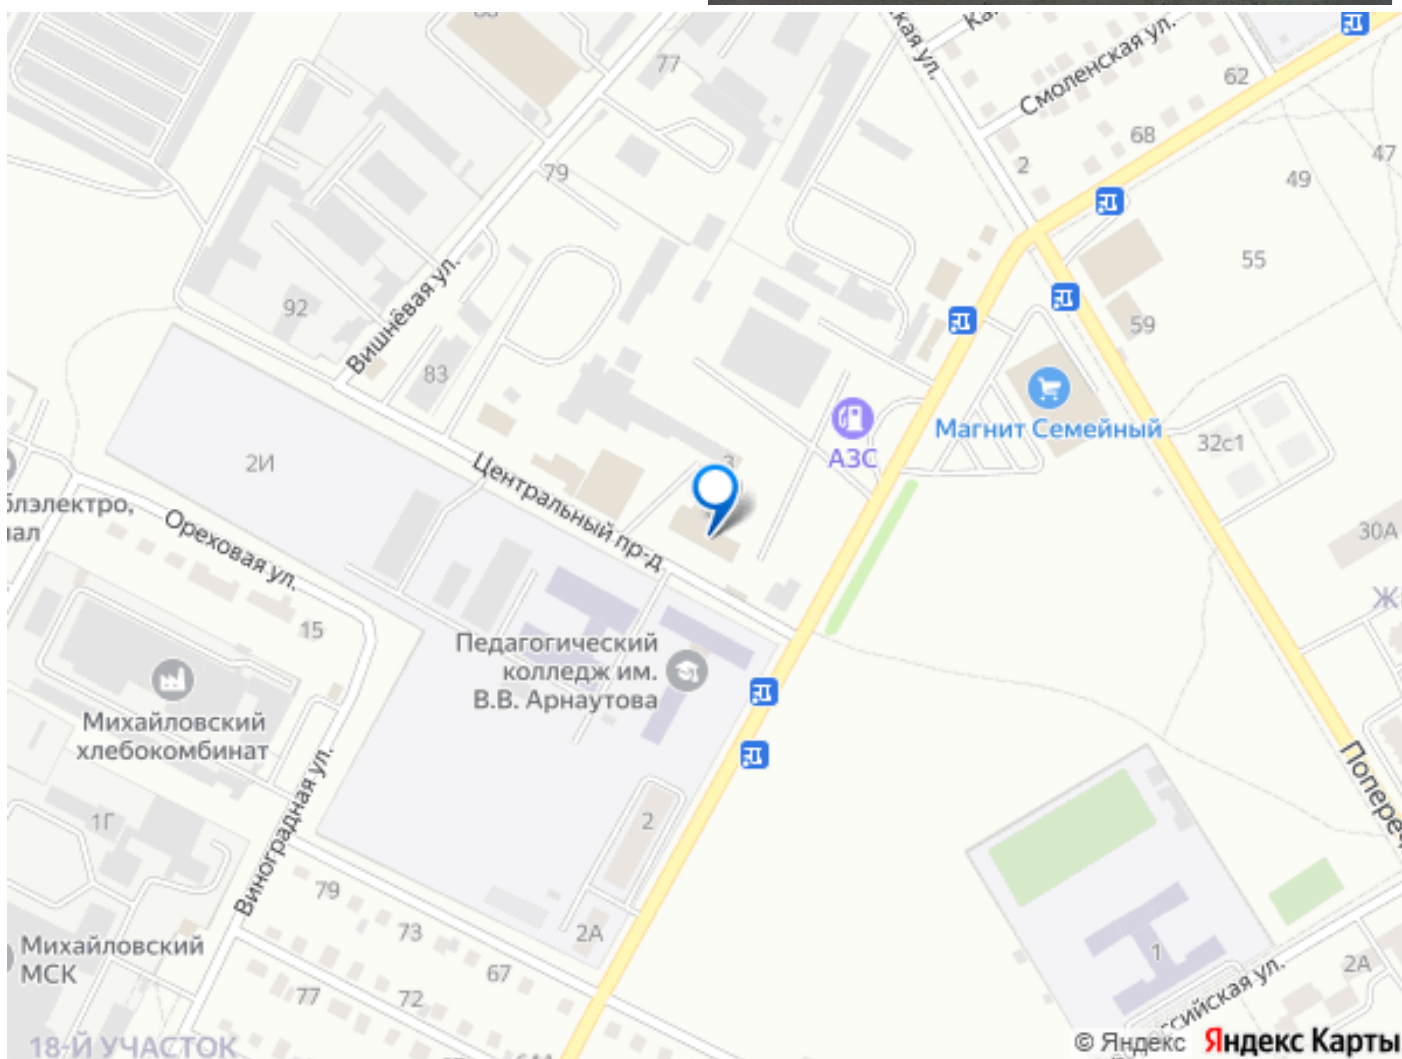 77
Смоленская ул.
62
68
47
2
49
79
55
92
Вишнёвая ул.
59
83
Магнит Семейный
АЗС
32с1
3
2И
Центральный пр-д
Ореховая ул.
30А
15
Педагогический
колледж им.
В.В. Арнаутова
Михайловский
хлебокомбинат
1Г
Виноградная ул.
2
79
73
2А
67
Михайловский
МСК
1
2А
77
72
18-Й УЧАСТОК
© Яндекс Яндекс Карты